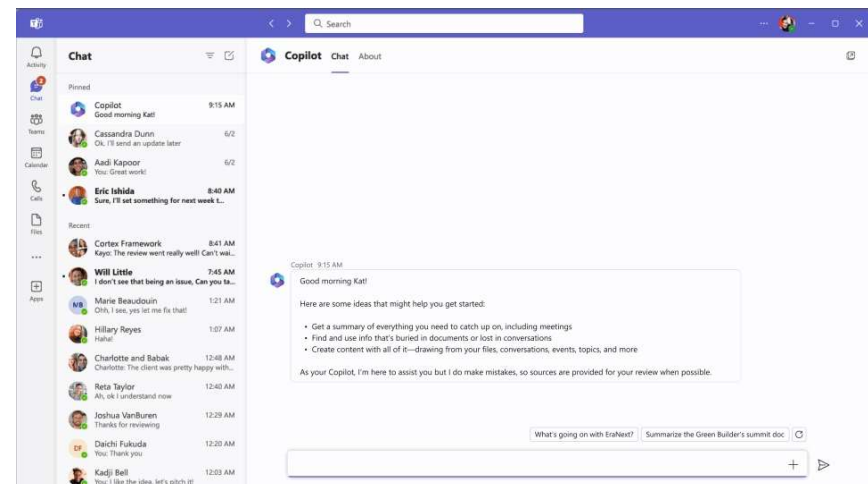 Search
Activity
Chat
Teams
Calendar
Calls
Files
Apps
Chat
Pinned
Copilot 9:15 AM
Good morning Kat!
Cassandra Dunn 6/2
Ok. I'll send an update later
Aadi Kapoor 6/2
You: Great work!
Eric Ishida 8:40 AM
Sure, I'll set something for next week t...
Recent
Cortex Framework 8:41 AM
Kayo: The review went really well! Can't wai...
Will Little 7:45 AM
I don't see that being an issue, Can you ta...
MB
Marie Beaudouin 1:21 AM
Ohh, I see, yes let me fix that!
Hillary Reyes 1:07 AM
Haha!
Charlotte and Babak 12:48 AM
Charlotte: The client was pretty happy with...
Reta Taylor 12:40 AM
Ah, ok I understand now
Joshua VanBuren 12:29 AM
Thanks for reviewing
DF
Daichi Fukuda 12:20 AM
You: Thank you
Kadji Bell 12:03 AM
You: I like the idea, let's pitch it!
Copilot Chat About
Copilot 9:15 AM
Good morning Kat!
Here are some ideas that might help you get started:
• Get a summary of everything you need to catch up on, including meetings
• Find and use info that's buried in documents or lost in conversations
• Create content with all of it—drawing from your files, conversations, events, topics, and more
As your Copilot, I'm here to assist you but I do make mistakes, so sources are provided for your review when possible.
What's going on with EraNext? Summarize the Green Builder's summit doc